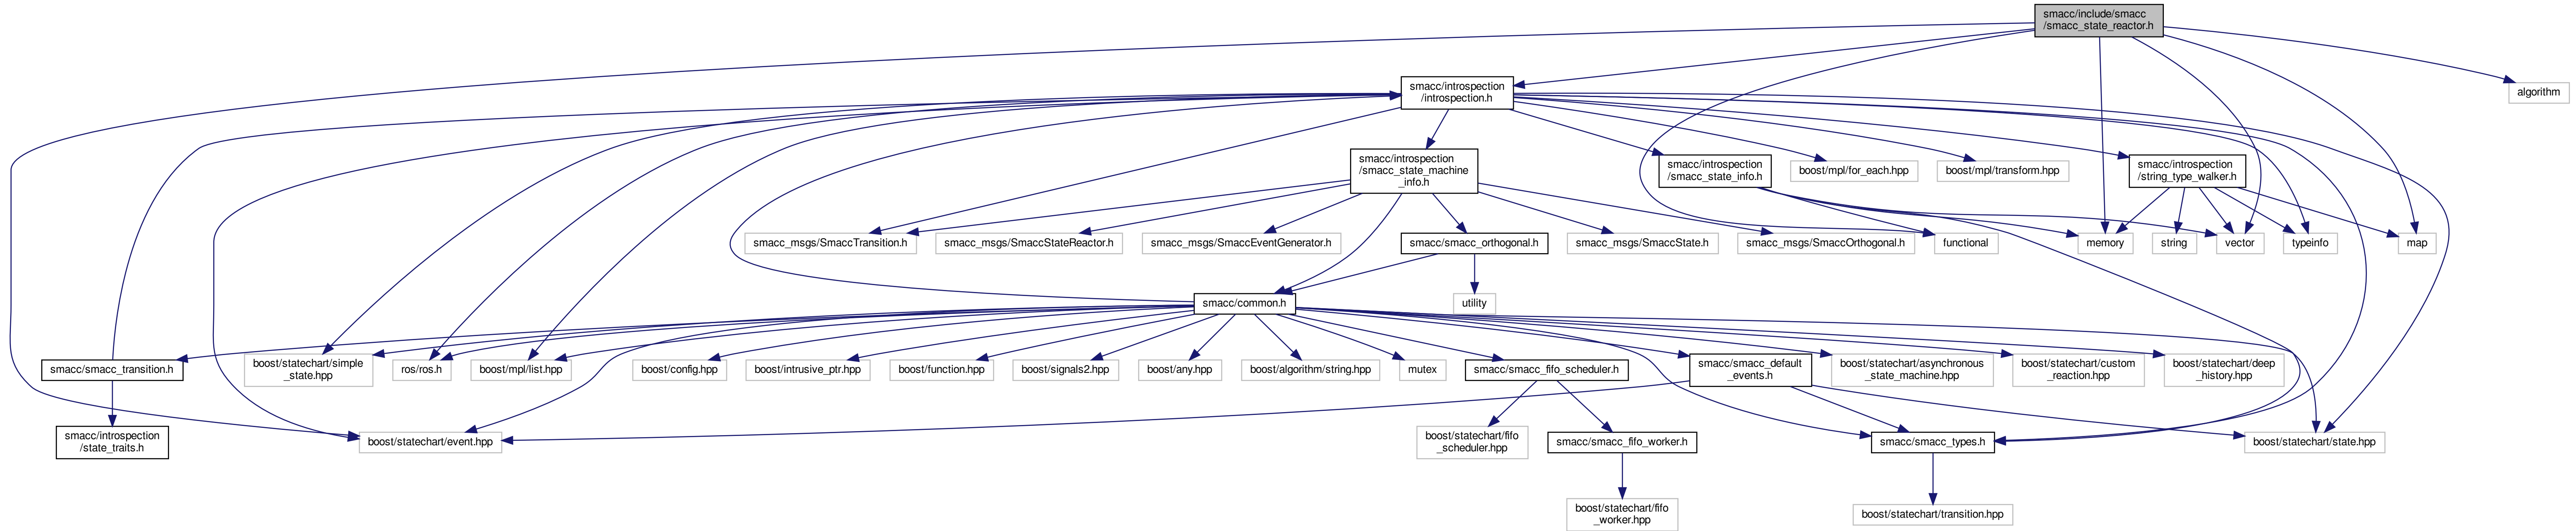 smacc/include/smacc
/smacc_state_reactor.h
smacc/introspection
/introspection.h
algorithm
smacc/introspection
/smacc_state_machine
_info.h
smacc/introspection
/smacc_state_info.h
boost/mpl/for_each.hpp
boost/mpl/transform.hpp
smacc/introspection
/string_type_walker.h
smacc_msgs/SmaccTransition.h
smacc_msgs/SmaccStateReactor.h
smacc_msgs/SmaccEventGenerator.h
smacc/smacc_orthogonal.h
smacc_msgs/SmaccState.h
smacc_msgs/SmaccOrthogonal.h
functional
memory
string
vector
typeinfo
map
smacc/common.h
utility
smacc/smacc_transition.h
boost/statechart/simple
_state.hpp
ros/ros.h
boost/mpl/list.hpp
boost/config.hpp
boost/intrusive_ptr.hpp
boost/function.hpp
boost/signals2.hpp
boost/any.hpp
boost/algorithm/string.hpp
mutex
smacc/smacc_fifo_scheduler.h
smacc/smacc_default
_events.h
boost/statechart/asynchronous
_state_machine.hpp
boost/statechart/custom
_reaction.hpp
boost/statechart/deep
_history.hpp
smacc/introspection
/state_traits.h
boost/statechart/event.hpp
boost/statechart/fifo
_scheduler.hpp
smacc/smacc_fifo_worker.h
smacc/smacc_types.h
boost/statechart/state.hpp
boost/statechart/fifo
_worker.hpp
boost/statechart/transition.hpp